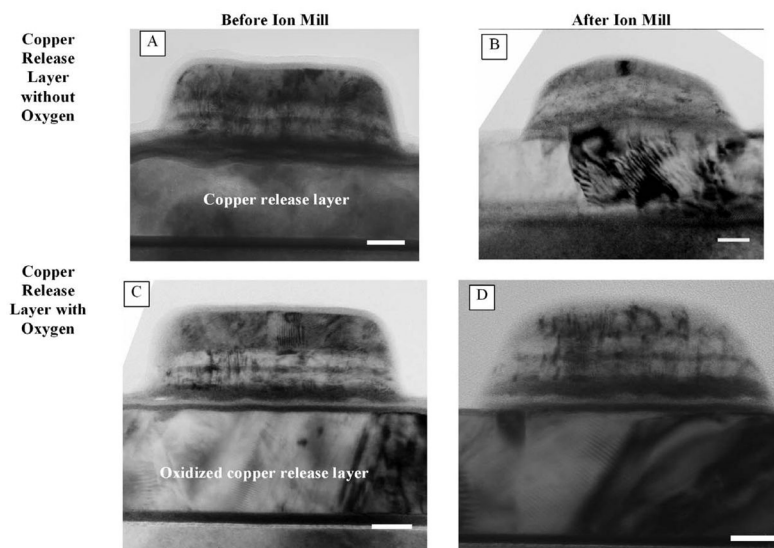 Before Ion Mill
After Ion Mill
Copper
Release
Layer
without
Oxygen
A
B
Copper release layer
Copper
Release
Layer with
Oxygen
C
D
Oxidized copper release layer